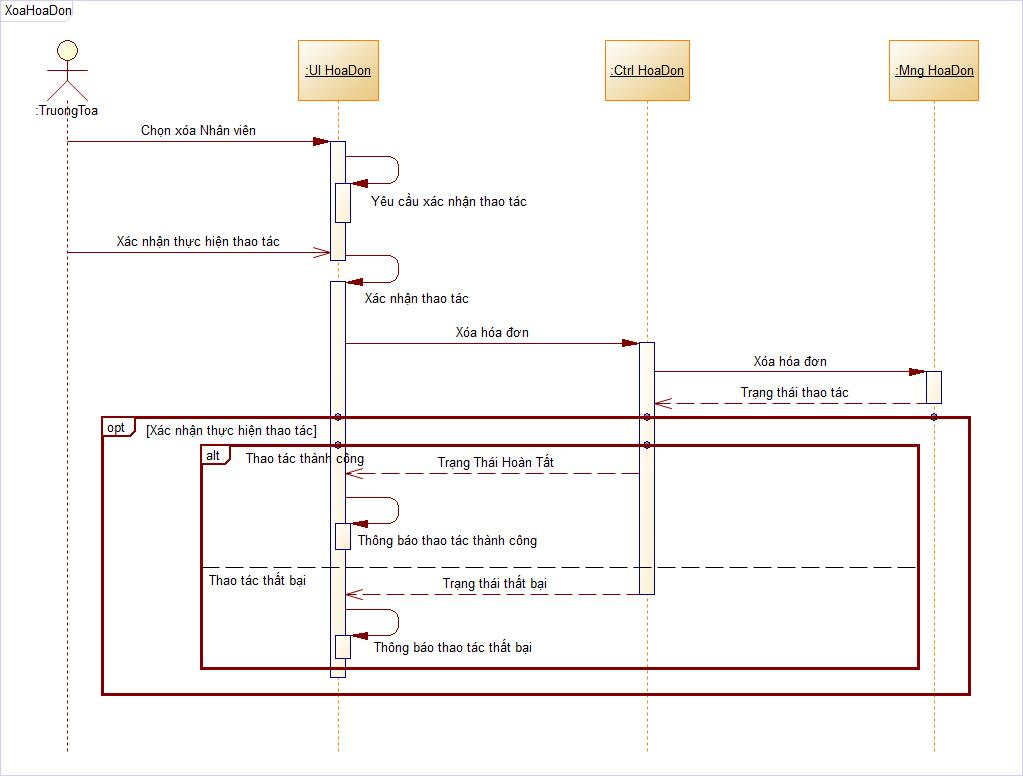 XoaHoaDon
:TruongToa
:UI HoaDon
:Ctrl HoaDon
:Mng HoaDon
Chọn xóa Nhân viên
Yêu cầu xác nhận thao tác
Xác nhận thực hiện thao tác
Xác nhận thao tác
Xóa hóa đơn
Xóa hóa đơn
Trạng thái thao tác
opt
[Xác nhận thực hiện thao tác]
alt
Thao tác thành công
Trạng Thái Hoàn Tất
Thông báo thao tác thành công
Thao tác thất bại
Trạng thái thất bại
Thông báo thao tác thất bại